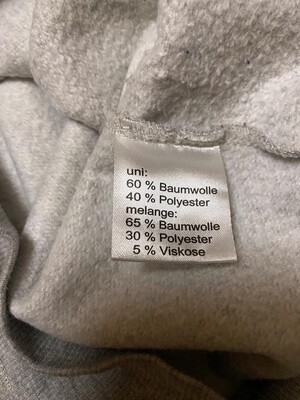 uni:
60 % Baumwolle
40 % Polyester
melange:
65 % Baumwolle
30 % Polyester
5 % Viskose